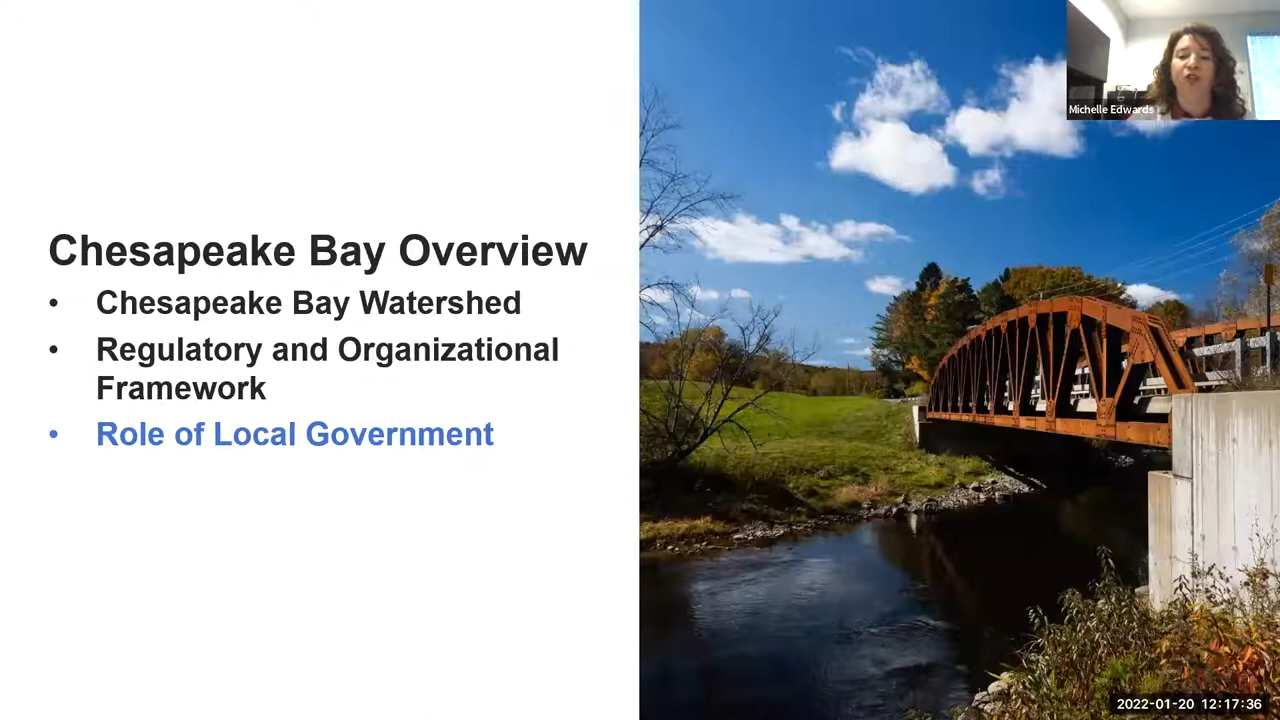 Michelle Edwards
Chesapeake Bay Overview
• Chesapeake Bay Watershed
• Regulatory and Organizational
Framework
• Role of Local Government
2022-01-20 12:17:36